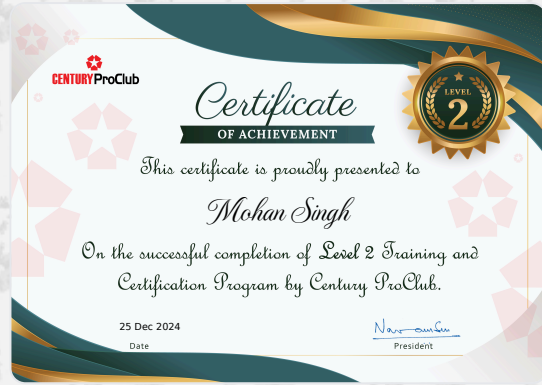 CENTURY ProClub
LEVEL
2
Certificate
OF ACHIEVEMENT
This certificate is proudly presented to
Mohan Singh
On the successful completion of Level 2 Training and
Certification Program by Century ProClub.
25 Dec 2024
Date
President